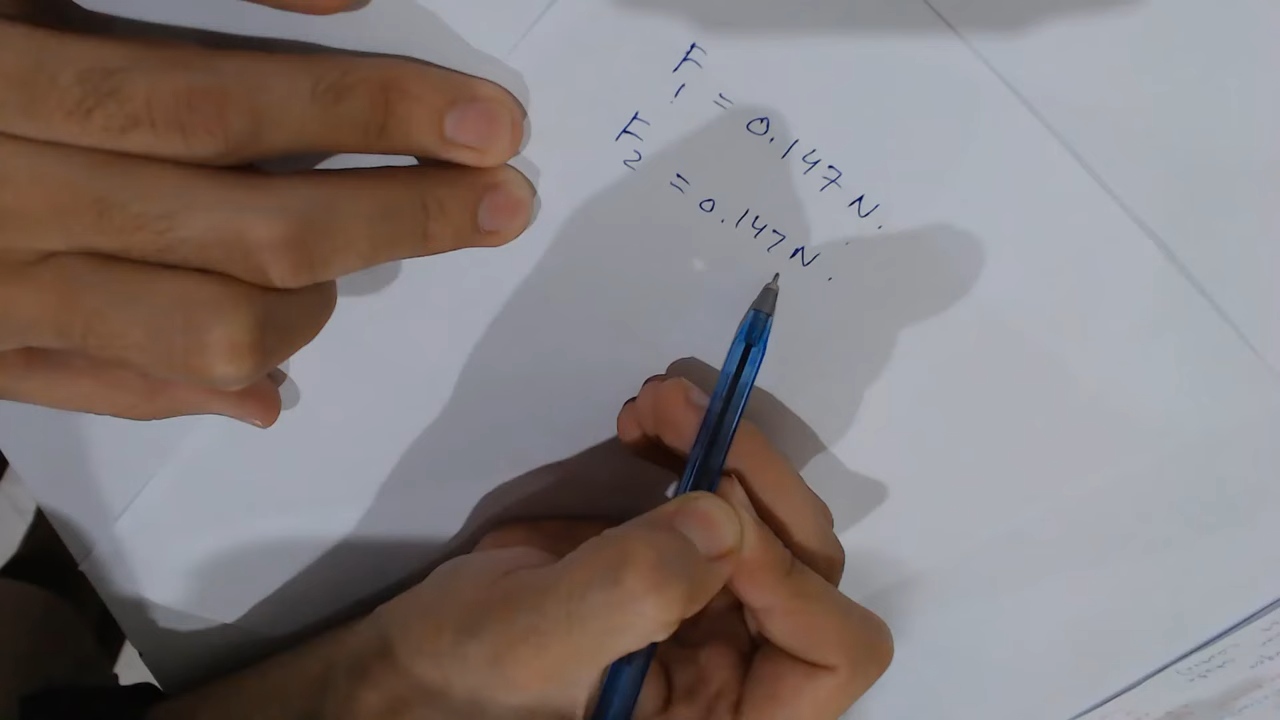 F₁ = 0.147 N.
F₂ = 0.147 N.